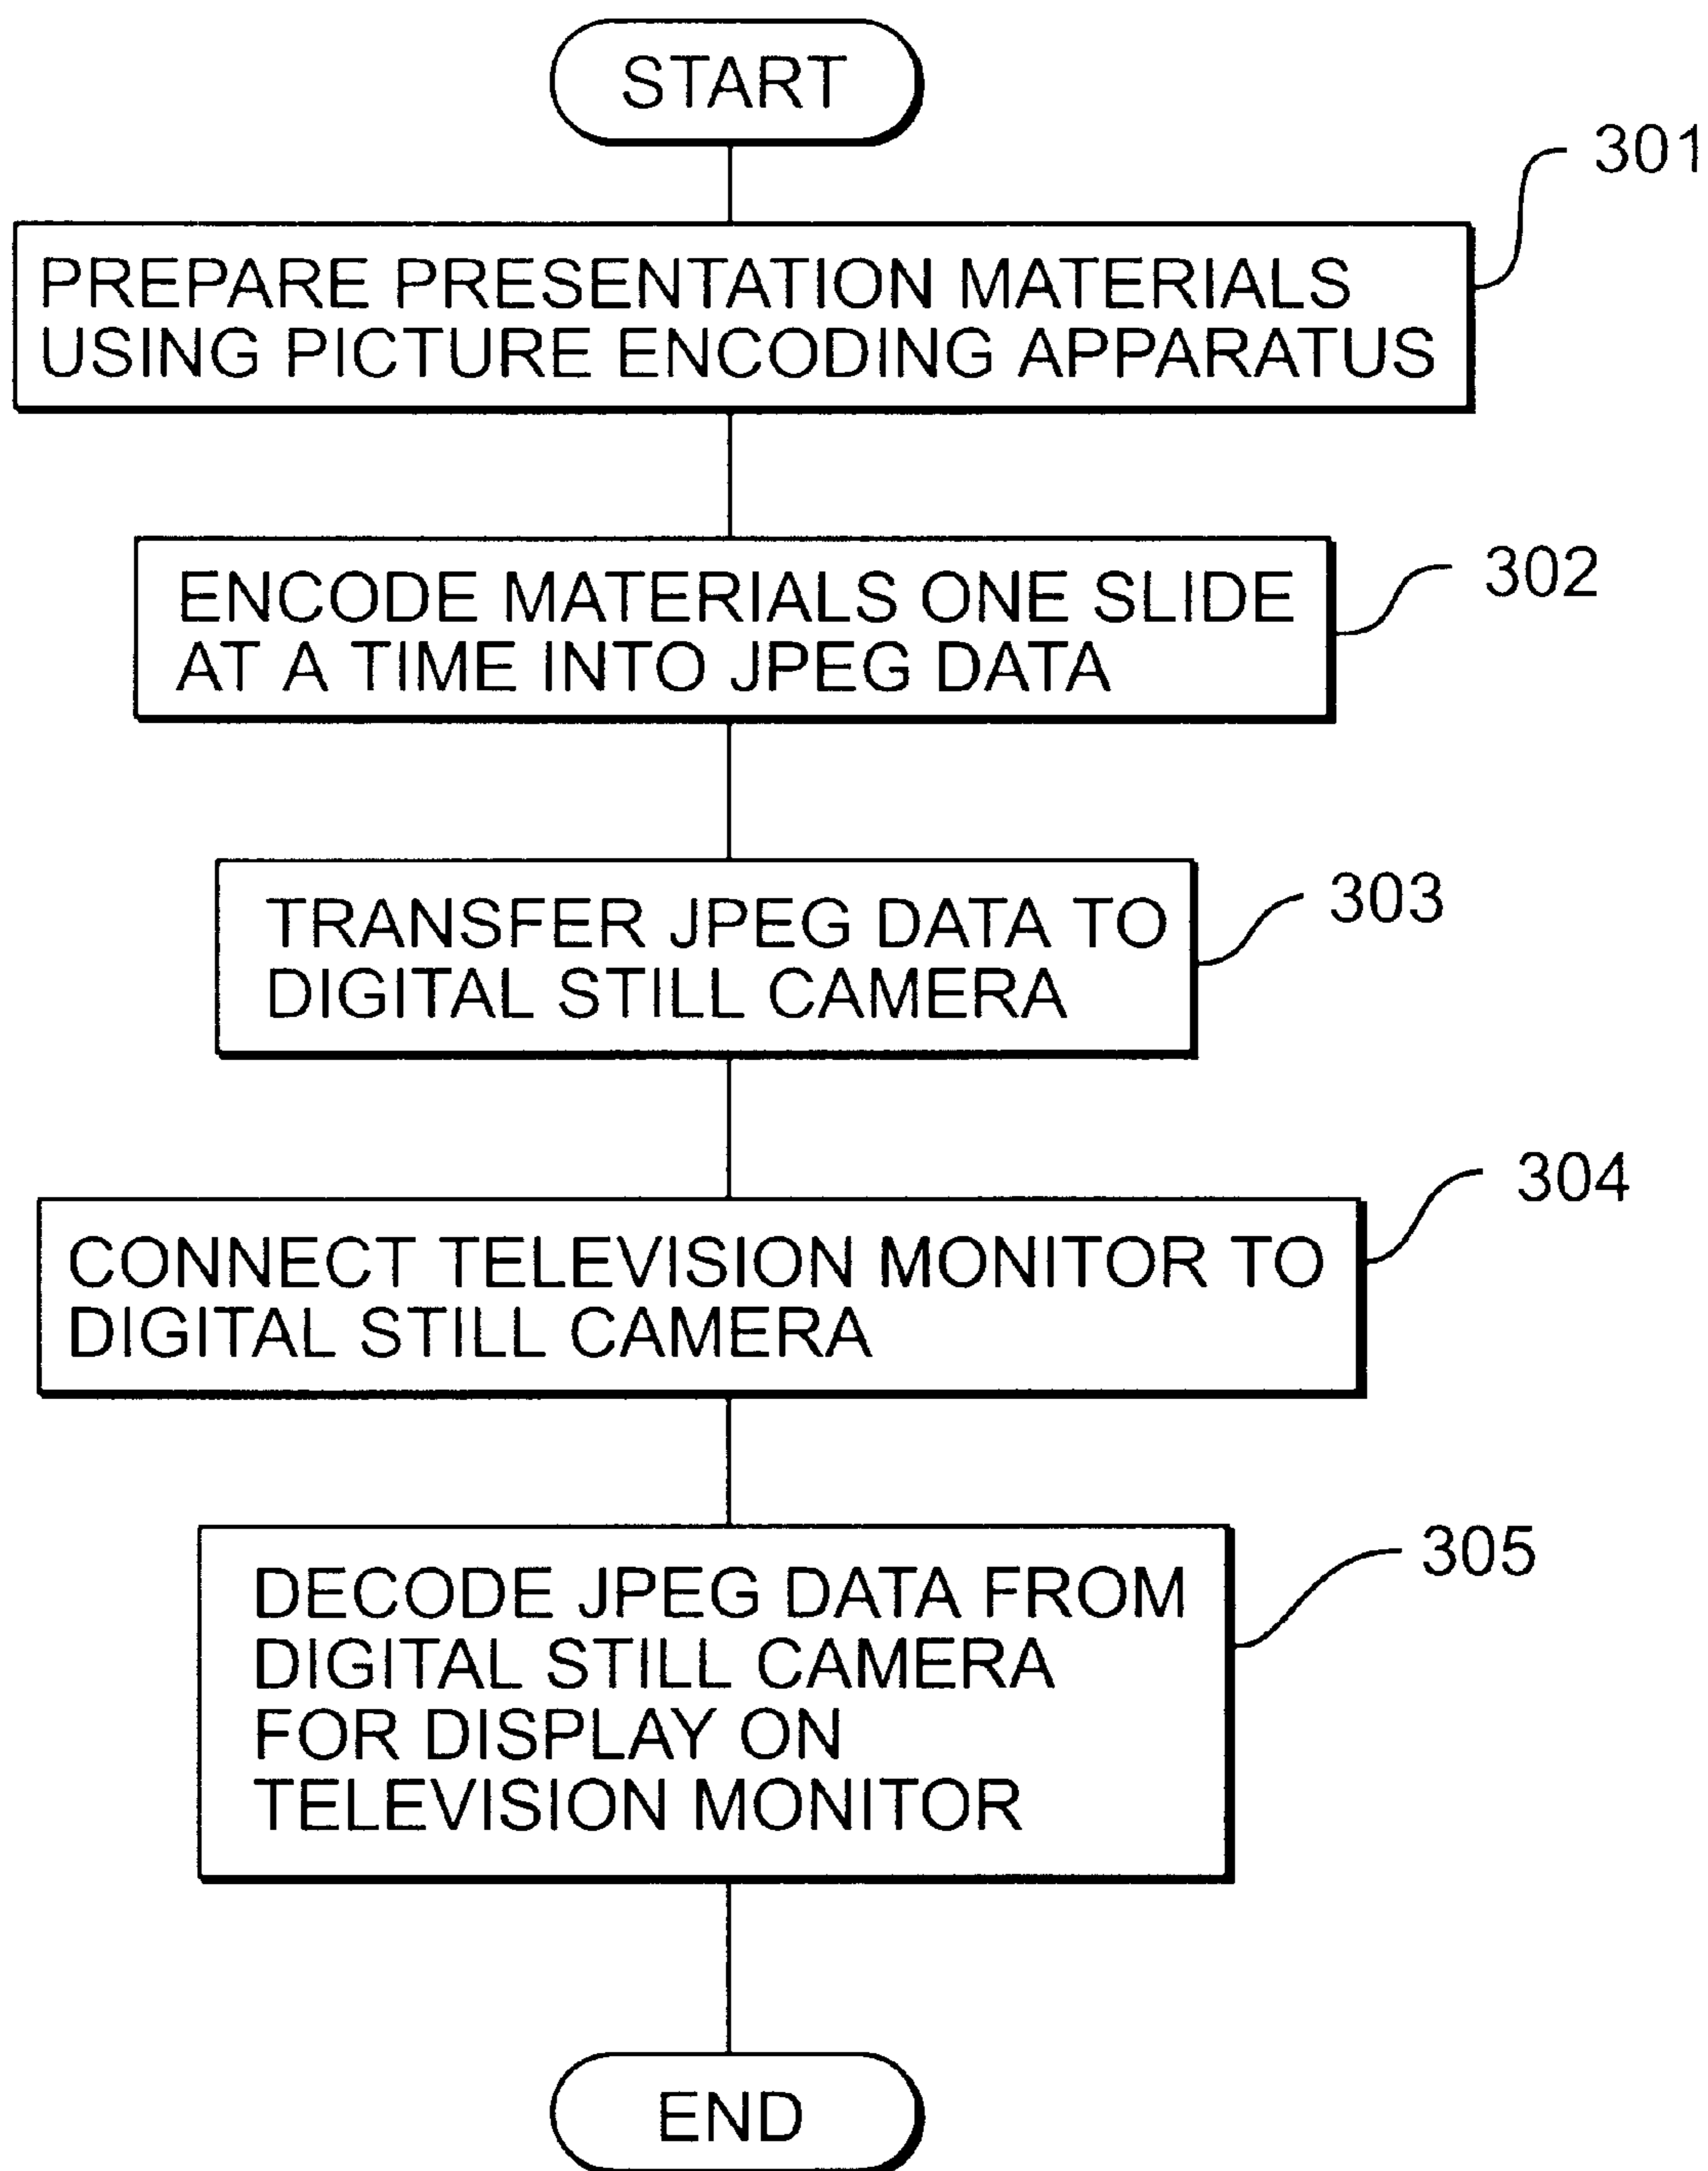 START
301
PREPARE PRESENTATION MATERIALS
USING PICTURE ENCODING APPARATUS
302
ENCODE MATERIALS ONE SLIDE
AT A TIME INTO JPEG DATA
303
TRANSFER JPEG DATA TO
DIGITAL STILL CAMERA
304
CONNECT TELEVISION MONITOR TO
DIGITAL STILL CAMERA
305
DECODE JPEG DATA FROM
DIGITAL STILL CAMERA
FOR DISPLAY ON
TELEVISION MONITOR
END